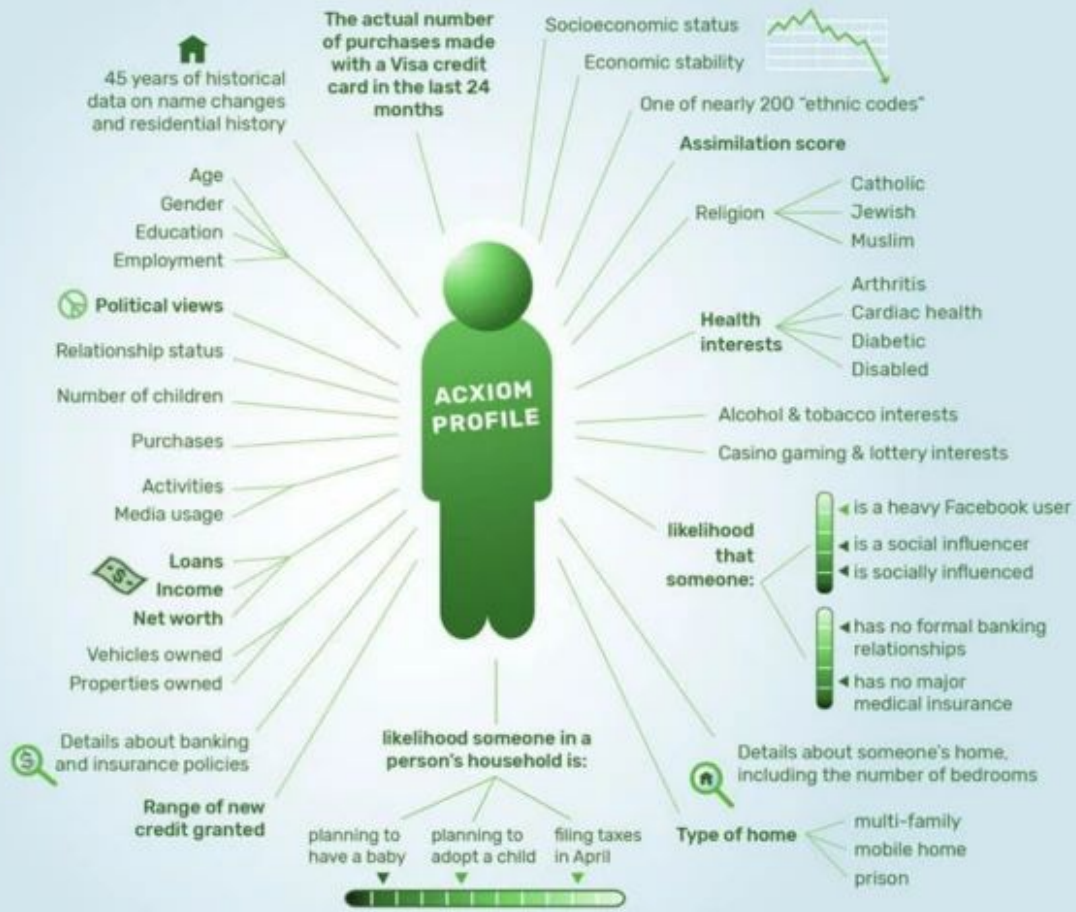 The actual number
of purchases made
with a Visa credit
card in the last 24
months
45 years of historical
data on name changes
and residential history
Age
Gender
Education
Employment
Political views
Relationship status
Number of children
Purchases
Activities
Media usage
Loans
Income
Net worth
Vehicles owned
Properties owned
Details about banking
and insurance policies
Range of new
credit granted
ACXIOM
PROFILE
Socioeconomic status
Economic stability
One of nearly 200 "ethnic codes"
Assimilation score
Religion
Catholic
Jewish
Muslim
Health
interests
Arthritis
Cardiac health
Diabetic
Disabled
Alcohol & tobacco interests
Casino gaming & lottery interests
likelihood
that
someone:
is a heavy Facebook user
is a social influencer
is socially influenced
has no formal banking
relationships
has no major
medical insurance
Details about someone's home,
including the number of bedrooms
Type of home
multi-family
mobile home
prison
likelihood someone in a
person's household is:
planning to
have a baby
planning to
adopt a child
filing taxes
in April
$
$